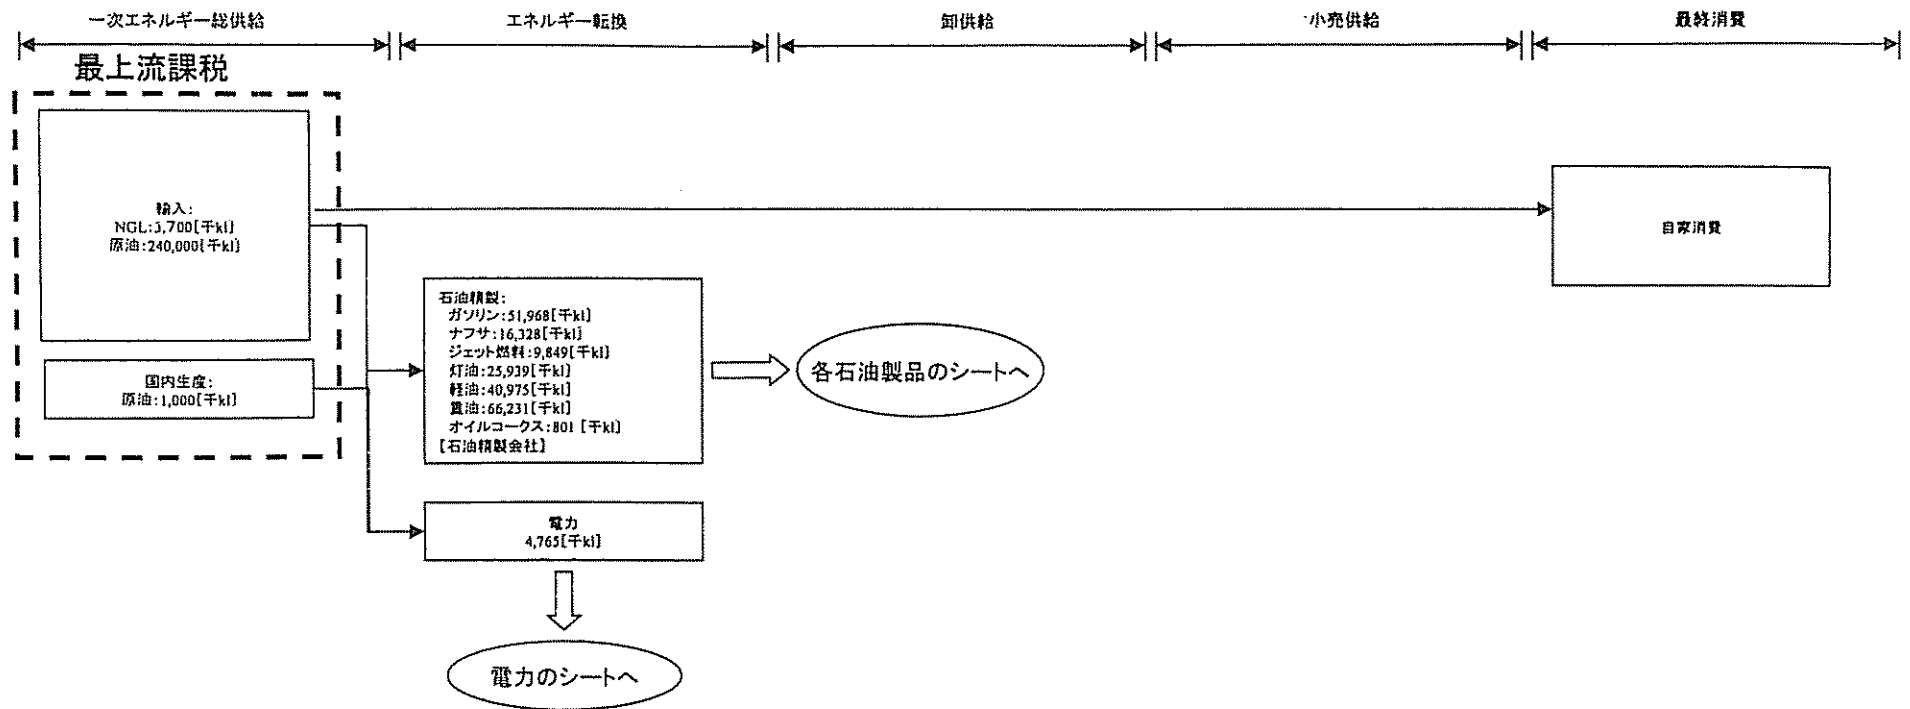 一次エネルギー総供給
エネルギー転換
卸供給
小売供給
最終消費
最上流課税
輸入:
NGL:3,700[千kl]
原油:240,000[千kl]
自家消費
石油精製:
ガソリン:51,968[千kl]
ナフサ:16,328[千kl]
ジェット燃料:9,849[千kl]
灯油:25,939[千kl]
軽油:40,975[千kl]
重油:66,231[千kl]
オイルコークス:801 [千kl]
【石油精製会社】
各石油製品のシートへ
国内生産:
原油:1,000[千kl]
電力
4,765[千kl]
電力のシートへ